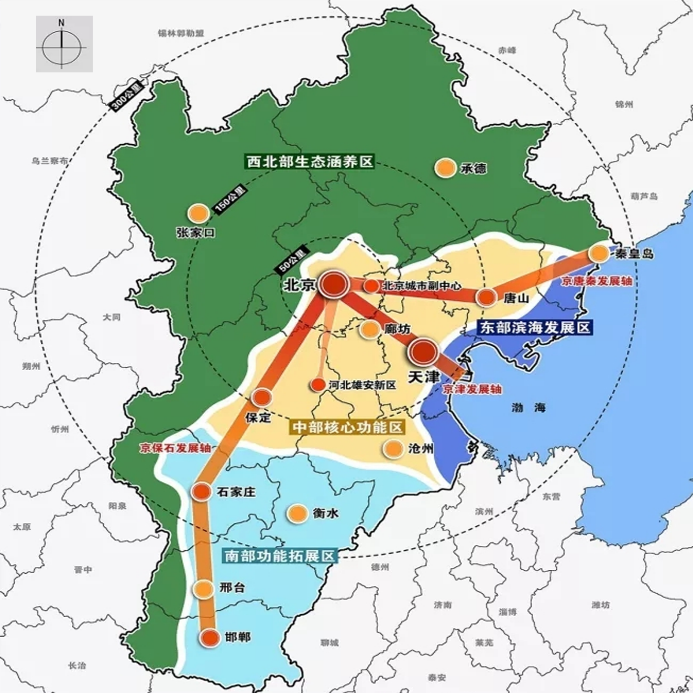 N
锡林郭勒盟
赤峰
300公里
锦州
乌兰察布
西北部生态涵养区
承德
150公里
葫芦岛
张家口
50公里
秦皇岛
北京
北京城市副中心
京唐秦发展轴
唐山
大同
廊坊
东部滨海发展区
天津
朔州
河北雄安新区
京津发展轴
渤 海
保定
忻州
中部核心功能区
京保石发展轴
沧州
石家庄
东营
阳泉
衡水
滨州
太原
南部功能拓展区
晋中
德州
邢台
济南
淄博
潍坊
邯郸
聊城
莱芜
长治
泰安